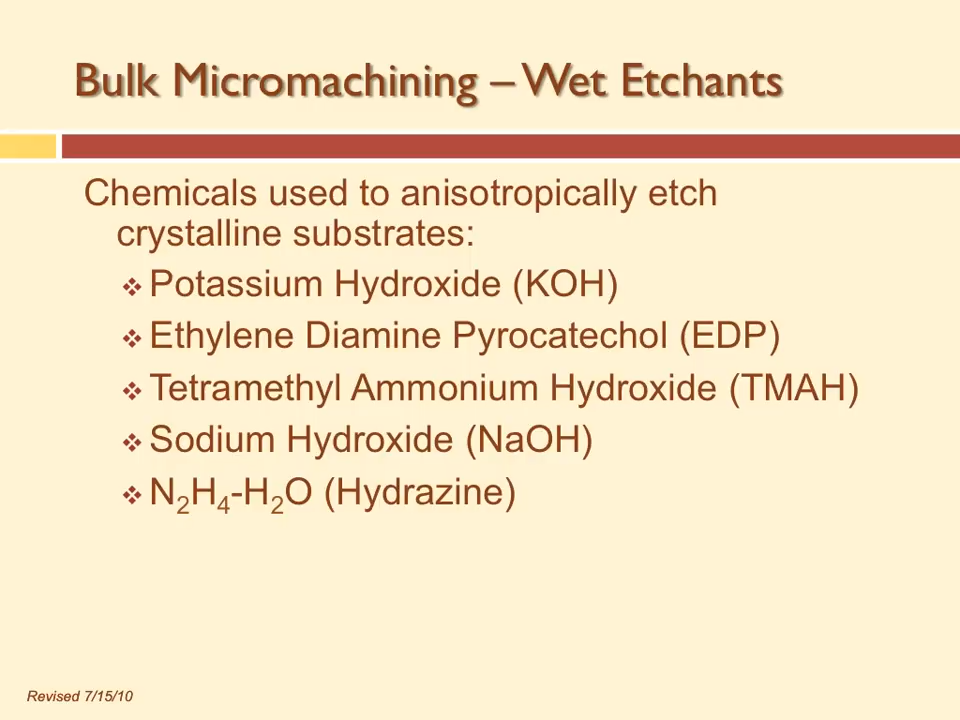 Bulk Micromachining – Wet Etchants
Chemicals used to anisotropically etch
crystalline substrates:
❖ Potassium Hydroxide (KOH)
❖ Ethylene Diamine Pyrocatechol (EDP)
❖ Tetramethyl Ammonium Hydroxide (TMAH)
❖ Sodium Hydroxide (NaOH)
❖ N₂H₄-H₂O (Hydrazine)
Revised 7/15/10